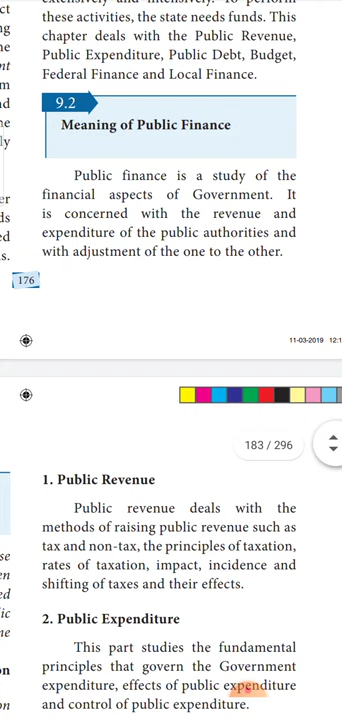 these activities, the state needs funds. This
chapter deals with the Public Revenue,
Public Expenditure, Public Debt, Budget,
Federal Finance and Local Finance.
9.2
Meaning of Public Finance
Public finance is a study of the
financial aspects of Government. It
is concerned with the revenue and
expenditure of the public authorities and
with adjustment of the one to the other.
176
11-03-2019
183 / 296
1. Public Revenue
Public revenue deals with the
methods of raising public revenue such as
tax and non-tax, the principles of taxation,
rates of taxation, impact, incidence and
shifting of taxes and their effects.
2. Public Expenditure
This part studies the fundamental
principles that govern the Government
expenditure, effects of public expenditure
and control of public expenditure.